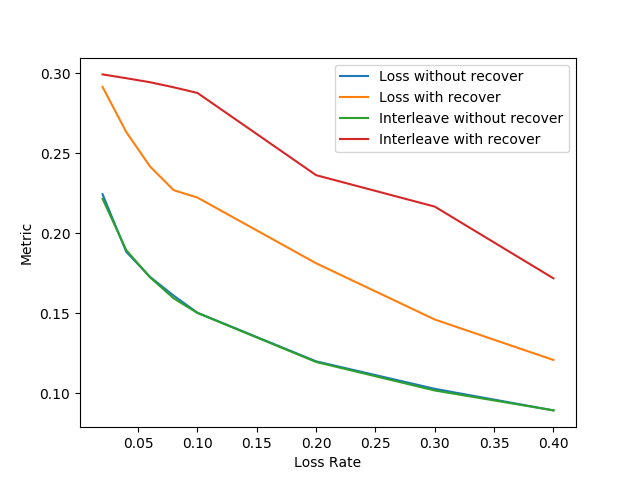 Loss without recover
Loss with recover
Interleave without recover
Interleave with recover
0.30
0.25
0.20
0.15
0.10
Metric
0.05 0.10 0.15 0.20 0.25 0.30 0.35 0.40
Loss Rate